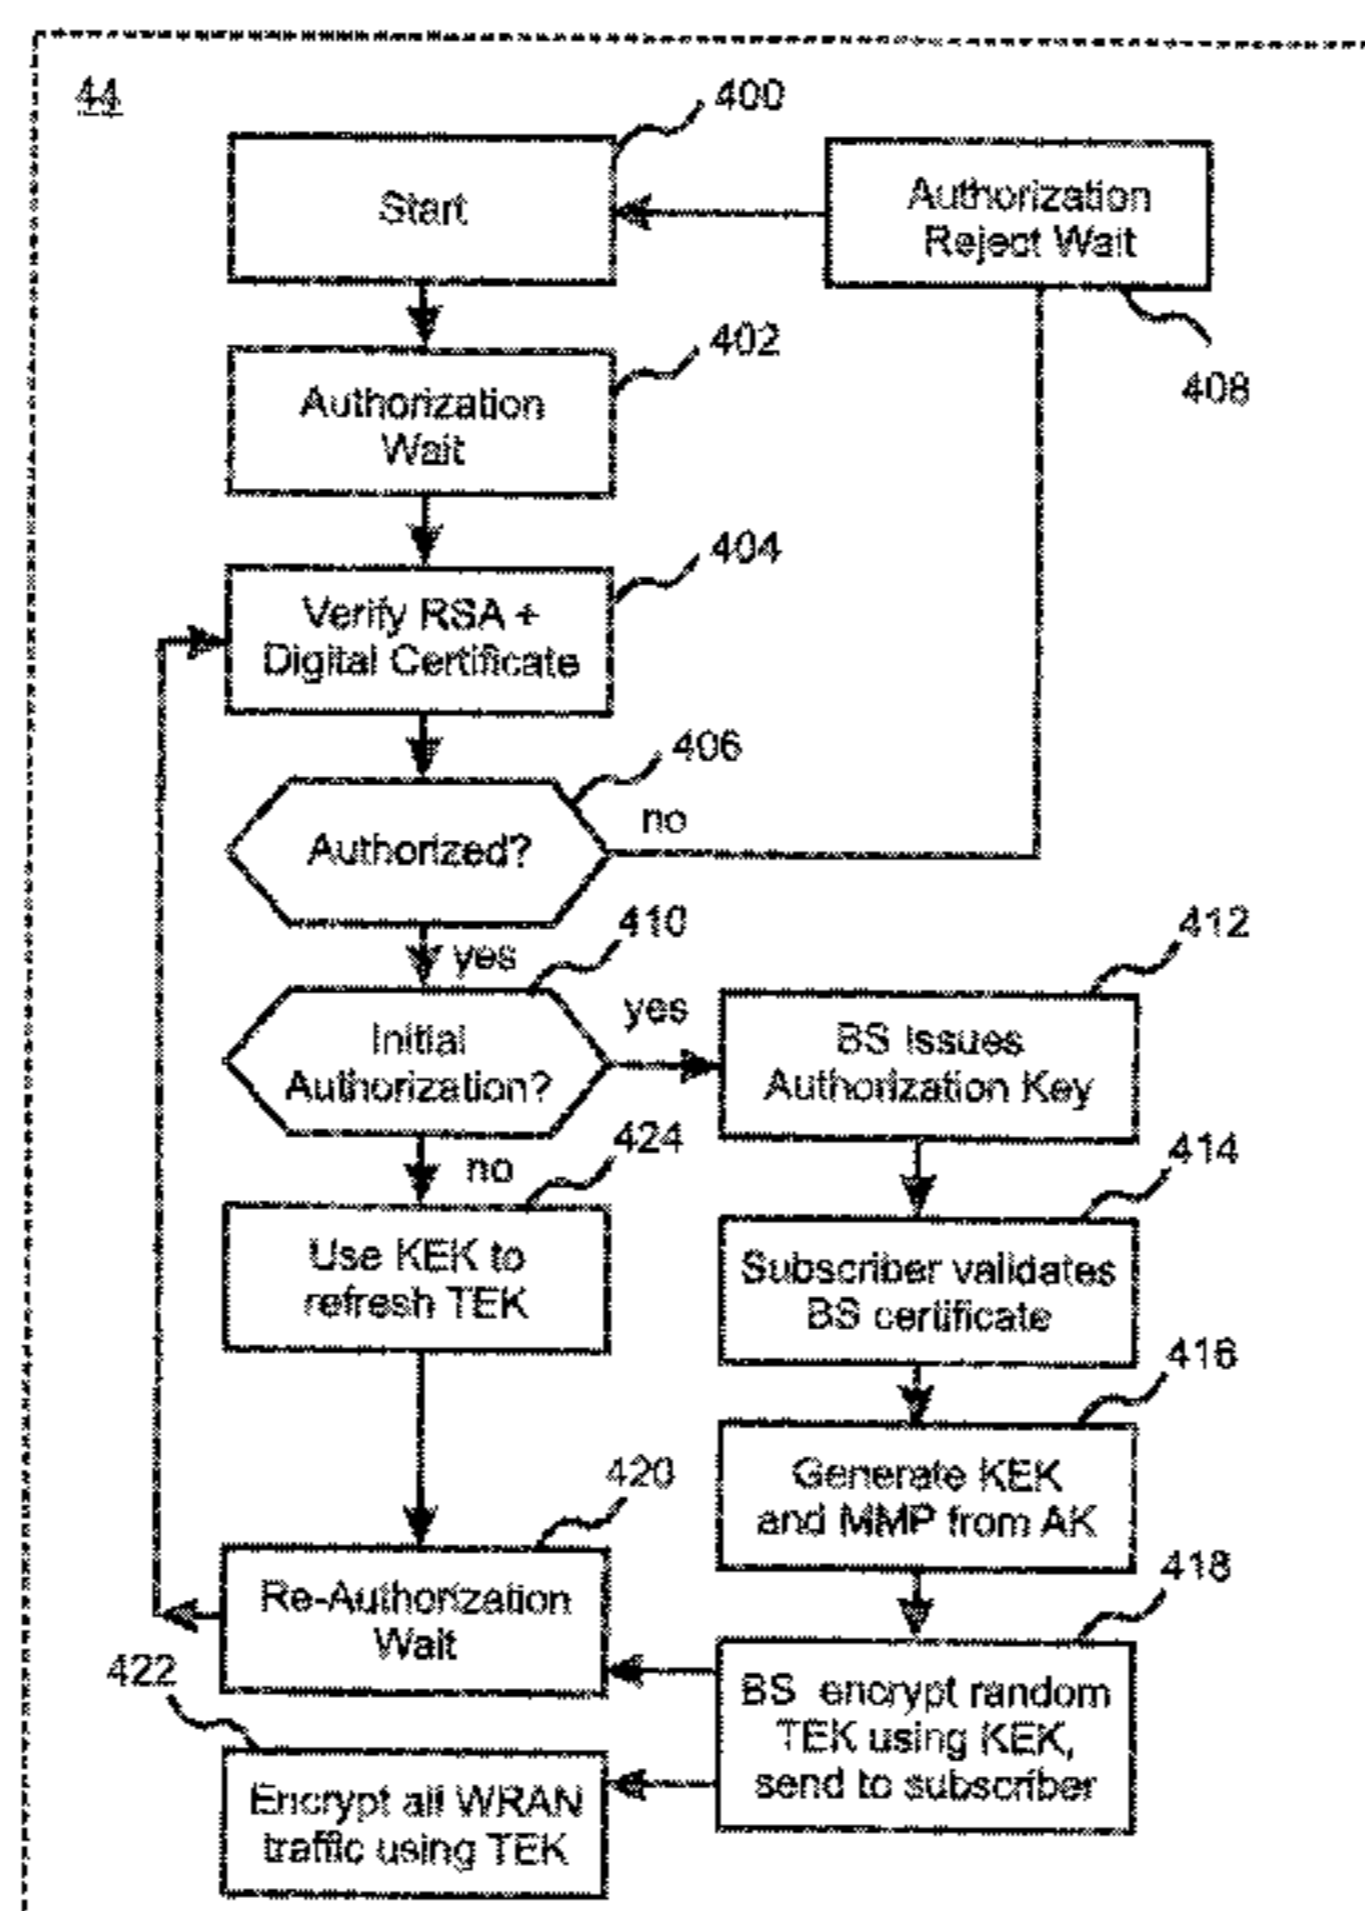 44
400
Start
Authorization
Reject Wait
408
402
Authorization
Wait
404
Verify RSA +
Digital Certificate
406
Authorized?
no
yes
410
Initial
Authorization?
yes
412
BS Issues
Authorization Key
no
424
Use KEK to
refresh TEK
414
Subscriber validates
BS certificate
416
Generate KEK
and MMP from AK
420
Re-Authorization
Wait
418
BS encrypt random
TEK using KEK,
send to subscriber
422
Encrypt all WRAN
traffic using TEK